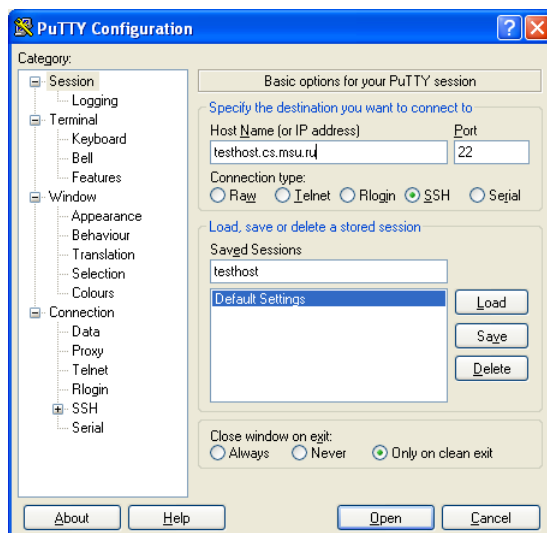 PuTTY Configuration
Category:
Session
Logging
Terminal
Keyboard
Bell
Features
Window
Appearance
Behaviour
Translation
Selection
Colours
Connection
Data
Proxy
Telnet
Rlogin
SSH
Serial
Basic options for your PuTTY session
Specify the destination you want to connect to
Host Name (or IP address) Port
testhost.cs.msu.ru 22
Connection type:
Raw Telnet Rlogin SSH Serial
Load, save or delete a stored session
Saved Sessions
testhost
Default Settings
Load
Save
Delete
Close window on exit:
Always Never Only on clean exit
About Help Open Cancel